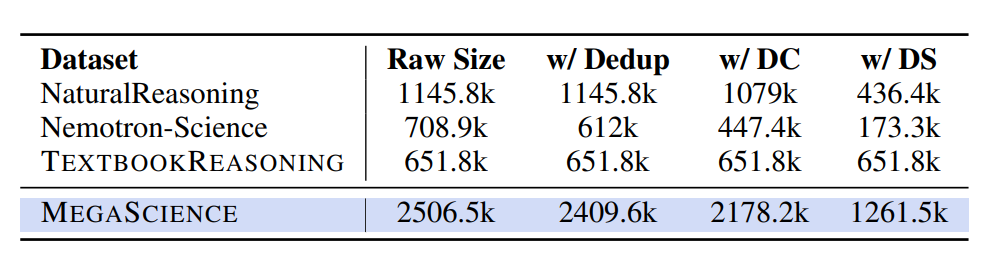 Dataset Raw Size w/ Dedup w/ DC w/ DS
NaturalReasoning 1145.8k 1145.8k 1079k 436.4k
Nemotron-Science 708.9k 612k 447.4k 173.3k
TEXTBOOKREASONING 651.8k 651.8k 651.8k 651.8k
MEGASCIENCE 2506.5k 2409.6k 2178.2k 1261.5k